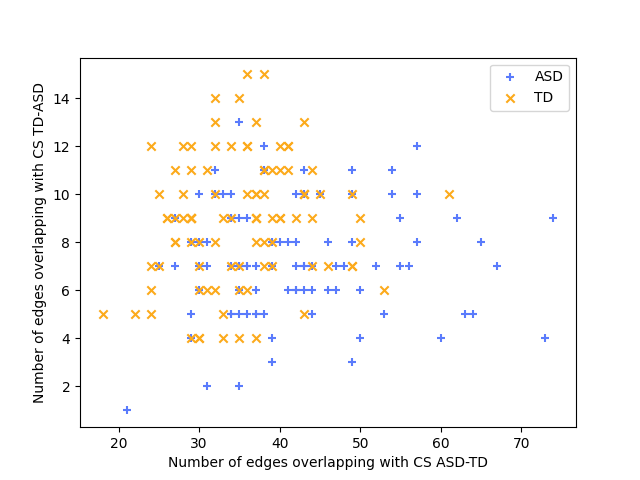 ASD
TD
14
12
10
8
6
4
2
20 30 40 50 60 70
Number of edges overlapping with CS TD-ASD
Number of edges overlapping with CS ASD-TD